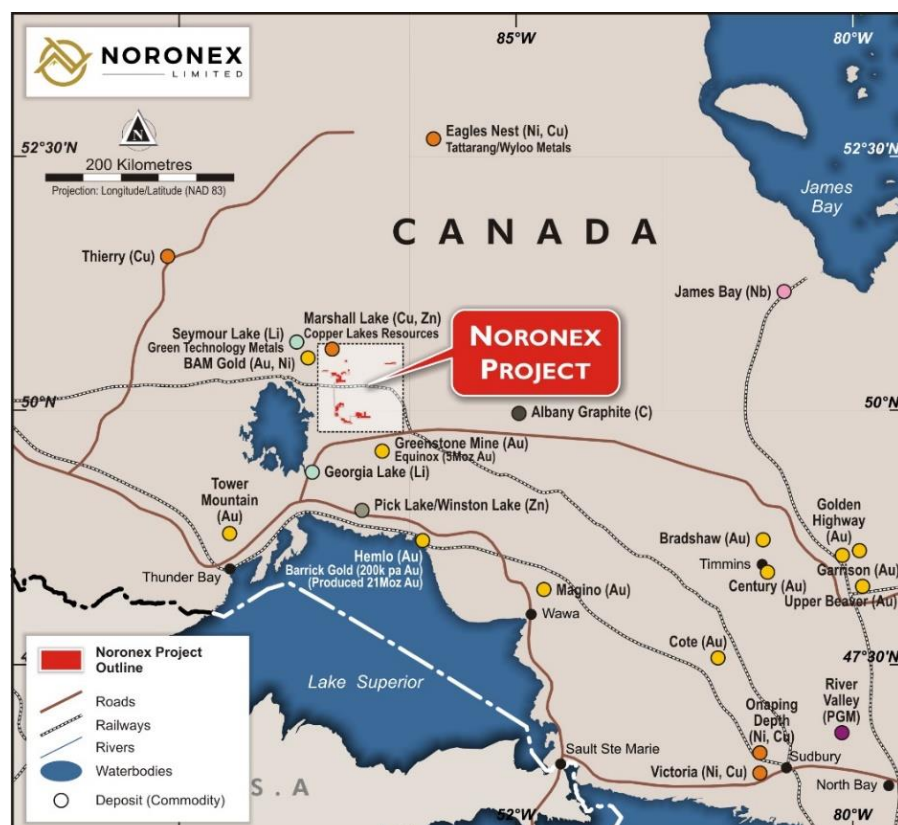 NORONEX
LIMITED
85°W
80°W
N
200 Kilometres
Projection: Longitude/Latitude (NAD 83)
52°30'N
52°30'N
Eagles Nest (Ni, Cu)
Tattarang/Wyloo Metals
James
Bay
CANADA
Thierry (Cu)
James Bay (Nb)
Marshall Lake (Cu, Zn)
Copper Lakes Resources
Seymour Lake (Li)
Green Technology Metals
BAM Gold (Au, Ni)
NORONEX
PROJECT
50°N
50°N
Albany Graphite (C)
Greenstone Mine (Au)
Equinox (5Moz Au)
Georgia Lake (Li)
Tower
Mountain
(Au)
Pick Lake/Winston Lake (Zn)
Golden
Highway
(Au)
Bradshaw (Au)
Hemlo (Au)
Barrick Gold (200k pa Au)
(Produced 21Moz Au)
Thunder Bay
Timmins
Garrison (Au)
Century (Au)
Upper Beaver (Au)
Magino (Au)
Wawa
Cote (Au)
47°30'N
Lake Superior
River
Valley
(PGM)
Onaping
Depth
(Ni, Cu)
Sault Ste Marie
Sudbury
Victoria (Ni, Cu)
North Bay
52°W
80°W
S.A
Noronex Project
Outline
Roads
Railways
Rivers
Waterbodies
Deposit (Commodity)